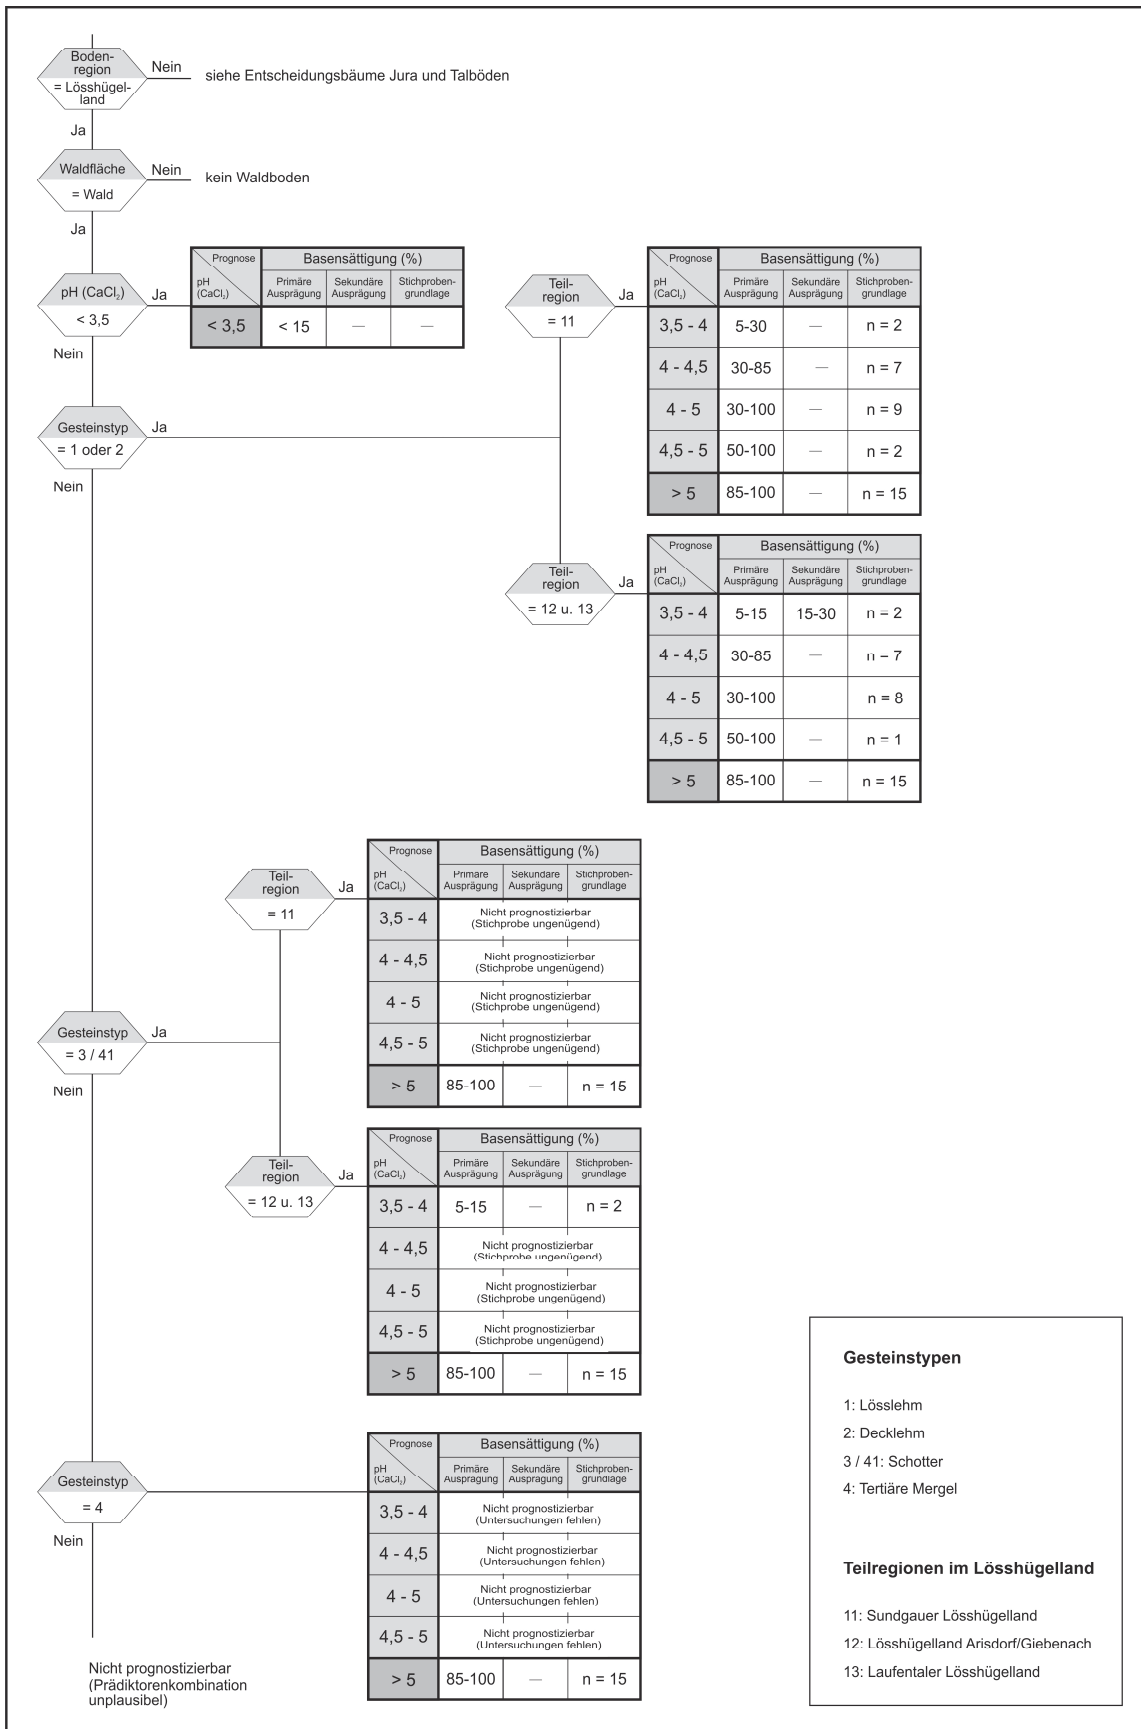 Boden-
region
= Lösshügel-
land
Nein
siehe Entscheidungsbäume Jura und Talböden
Ja
Waldfläche
= Wald
Nein
kein Waldboden
Ja
pH (CaCl₂)
< 3,5
Ja
Nein
Prognose
pH
(CaCl₂)
Basensättigung (%)
Primäre Ausprägung
Sekundäre Ausprägung
Stichproben-
grundlage
< 3,5 < 15 — —
Gesteinstyp
= 1 oder 2
Ja
Nein
Teil-
region
= 11
Ja
Prognose
pH
(CaCl₂)
Basensättigung (%)
Primäre Ausprägung
Sekundäre Ausprägung
Stichproben-
grundlage
3,5 - 4 5-30 — n = 2
4 - 4,5 30-85 — n = 7
4 - 5 30-100 — n = 9
4,5 - 5 50-100 — n = 2
> 5 85-100 — n = 15
Teil-
region
= 12 u. 13
Ja
Prognose
pH
(CaCl₂)
Basensättigung (%)
Primäre Ausprägung
Sekundäre Ausprägung
Stichproben-
grundlage
3,5 - 4 5-15 15-30 n = 2
4 - 4,5 30-85 — n = 7
4 - 5 30-100 n = 8
4,5 - 5 50-100 — n = 1
> 5 85-100 — n = 15
Gesteinstyp
= 3 / 41
Ja
Nein
Teil-
region
= 11
Ja
Prognose
pH
(CaCl₂)
Basensättigung (%)
Primäre Ausprägung
Sekundäre Ausprägung
Stichproben-
grundlage
3,5 - 4 Nicht prognostizierbar
(Stichprobe ungenügend)
4 - 4,5 Nicht prognostizierbar
(Stichprobe ungenügend)
4 - 5 Nicht prognostizierbar
(Stichprobe ungenügend)
4,5 - 5 Nicht prognostizierbar
(Stichprobe ungenügend)
> 5 85-100 — n = 15
Teil-
region
= 12 u. 13
Ja
Prognose
pH
(CaCl₂)
Basensättigung (%)
Primäre Ausprägung
Sekundäre Ausprägung
Stichproben-
grundlage
3,5 - 4 5-15 — n = 2
4 - 4,5 Nicht prognostizierbar
(Stichprobe ungenügend)
4 - 5 Nicht prognostizierbar
(Stichprobe ungenügend)
4,5 - 5 Nicht prognostizierbar
(Stichprobe ungenügend)
> 5 85-100 — n = 15
Gesteinstyp
= 4
Nein
Prognose
pH
(CaCl₂)
Basensättigung (%)
Primäre Ausprägung
Sekundäre Ausprägung
Stichproben-
grundlage
3,5 - 4 Nicht prognostizierbar
(Untersuchungen fehlen)
4 - 4,5 Nicht prognostizierbar
(Untersuchungen fehlen)
4 - 5 Nicht prognostizierbar
(Untersuchungen fehlen)
4,5 - 5 Nicht prognostizierbar
(Untersuchungen fehlen)
> 5 85-100 — n = 15
Nicht prognostizierbar
(Prädiktorenkombination
unplausibel)
Gesteinstypen
1: Lösslehm
2: Decklehm
3 / 41: Schotter
4: Tertiäre Mergel
Teilregionen im Lösshügelland
11: Sundgauer Lösshügelland
12: Lösshügelland Arisdorf/Giebenach
13: Laufentaler Lösshügelland